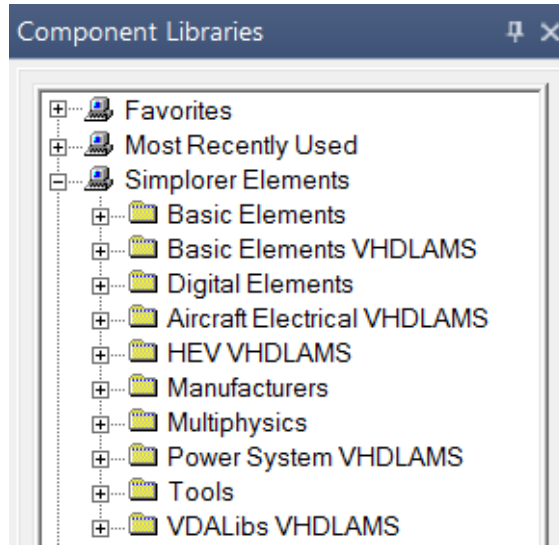 Component Libraries
Favorites
Most Recently Used
Simplorer Elements
Basic Elements
Basic Elements VHDLAMS
Digital Elements
Aircraft Electrical VHDLAMS
HEV VHDLAMS
Manufacturers
Multiphysics
Power System VHDLAMS
Tools
VDALibs VHDLAMS